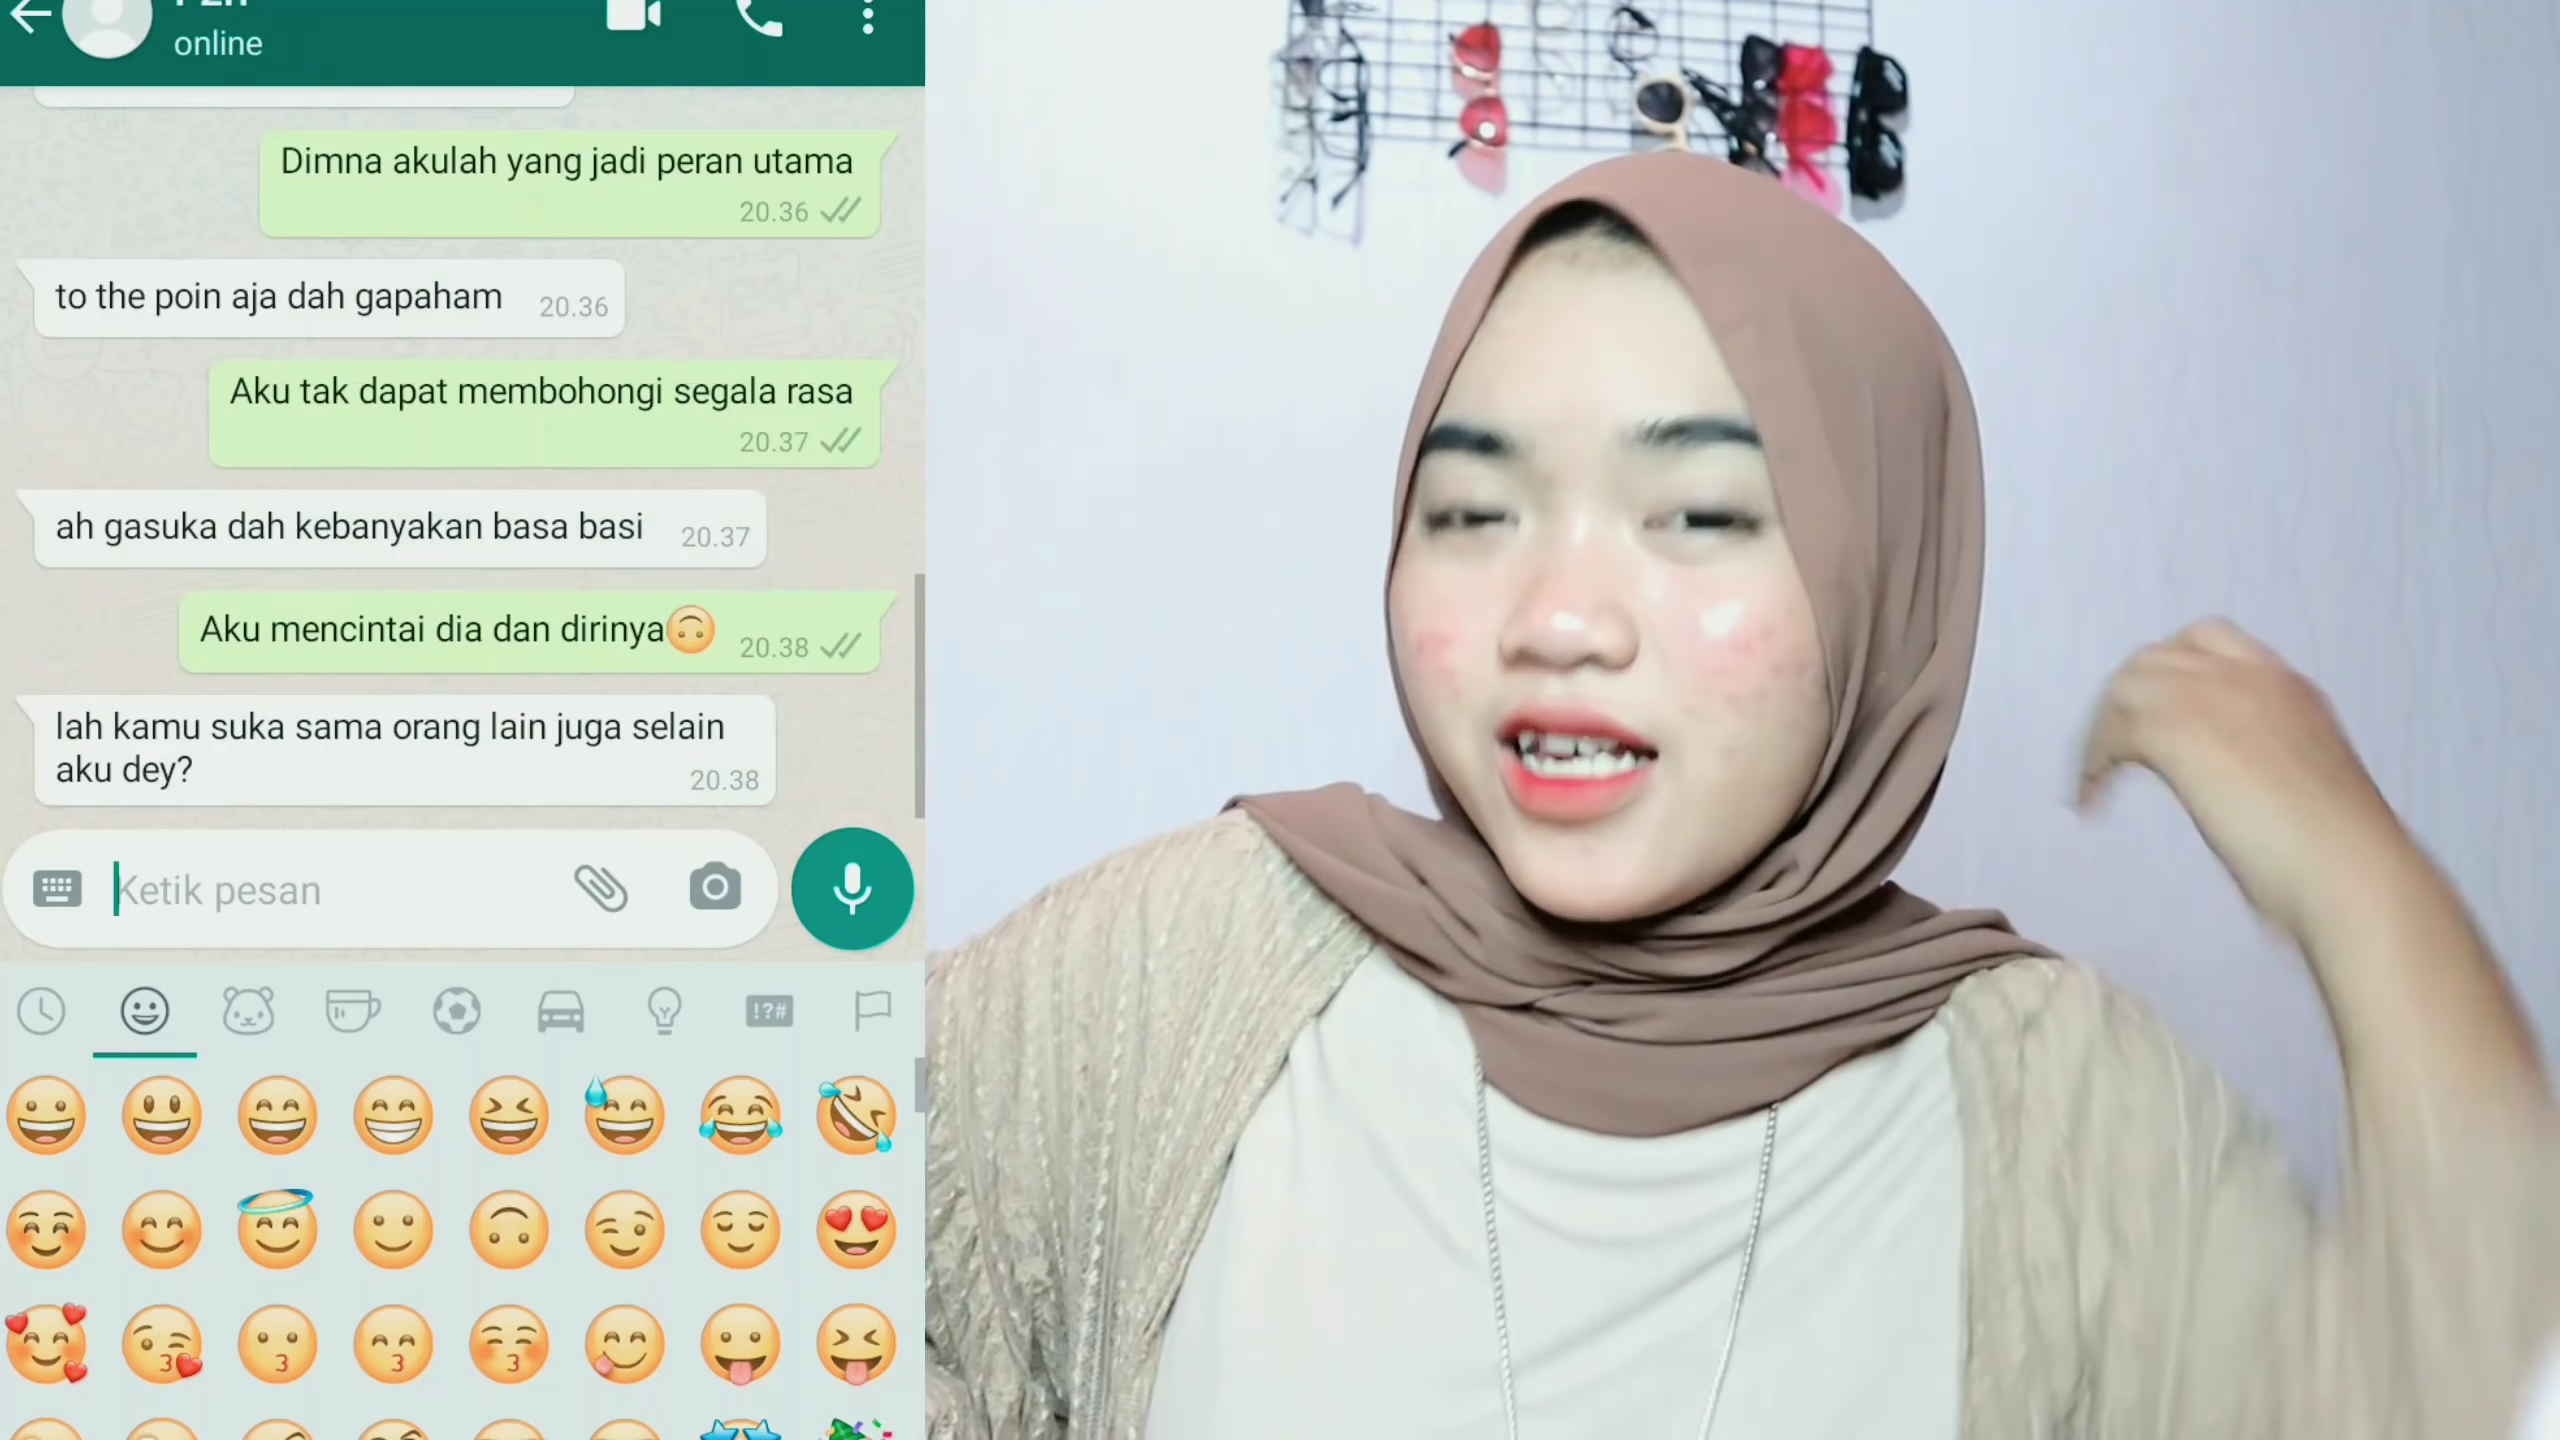 online
Dimna akulah yang jadi peran utama
20.36
to the poin aja dah gapaham 20.36
Aku tak dapat membohongi segala rasa
20.37
ah gasuka dah kebanyakan basa basi 20.37
Aku mencintai dia dan dirinya🙃 20.38
lah kamu suka sama orang lain juga selain
aku dey?
20.38
Ketik pesan
!?#